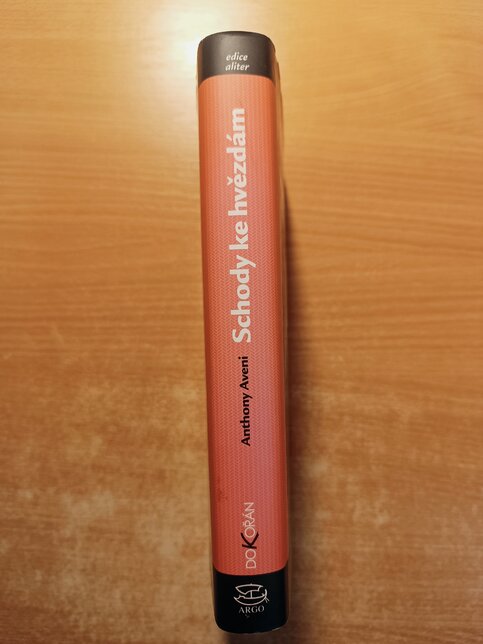 edice
aliter
Anthony Aveni Schody ke hvězdám
DOKOŘÁN
ARGO